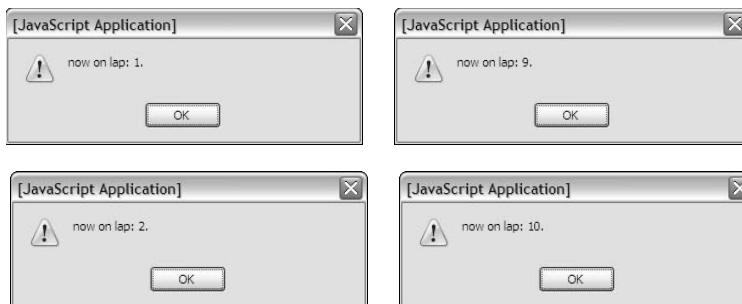 [JavaScript Application]
now on lap: 1.
OK
[JavaScript Application]
now on lap: 9.
OK
[JavaScript Application]
now on lap: 2.
OK
[JavaScript Application]
now on lap: 10.
OK